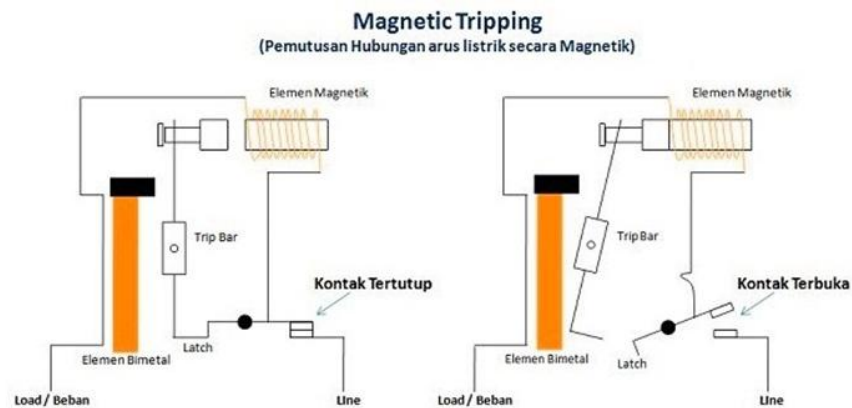 Magnetic Tripping
(Pemutusan Hubungan arus listrik secara Magnetik)
Elemen Magnetik
Trip Bar
Kontak Tertutup
Latch
Elemen Bimetal
Load / Beban
LIne
Elemen Magnetik
Trip Bar
Kontak Terbuka
Latch
Elemen Bimetal
Load / Beban
LIne